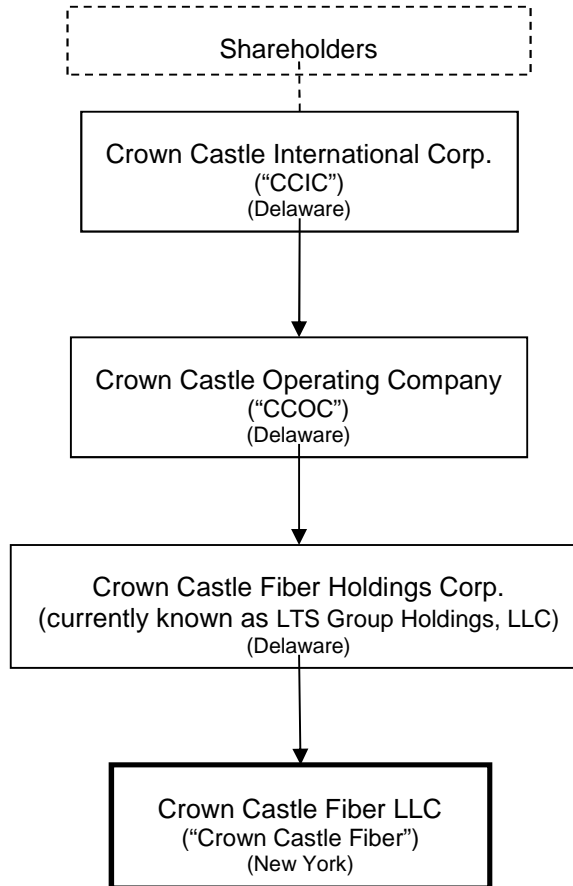 Shareholders
Crown Castle International Corp.
(“CCIC”)
(Delaware)
Crown Castle Operating Company
(“CCOC”)
(Delaware)
Crown Castle Fiber Holdings Corp.
(currently known as LTS Group Holdings, LLC)
(Delaware)
Crown Castle Fiber LLC
(“Crown Castle Fiber”)
(New York)